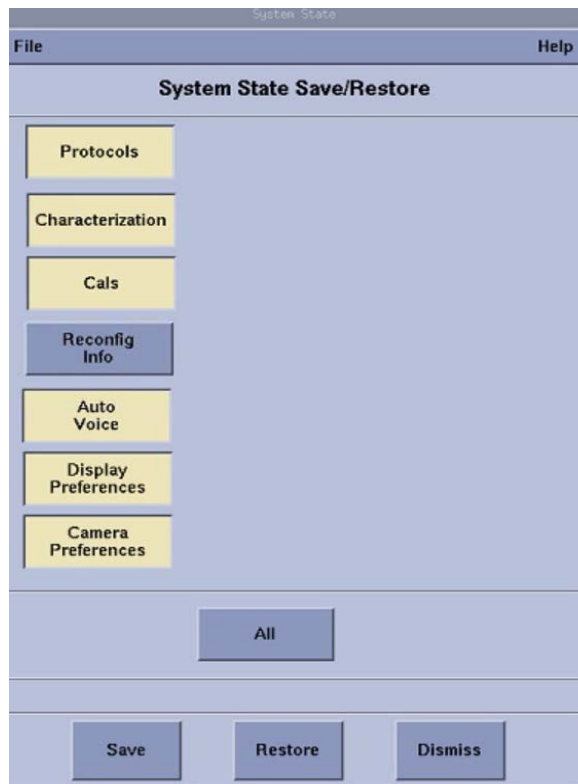 System State
File Help
System State Save/Restore
Protocols
Characterization
Cals
Reconfig
Info
Auto
Voice
Display
Preferences
Camera
Preferences
All
Save Restore Dismiss